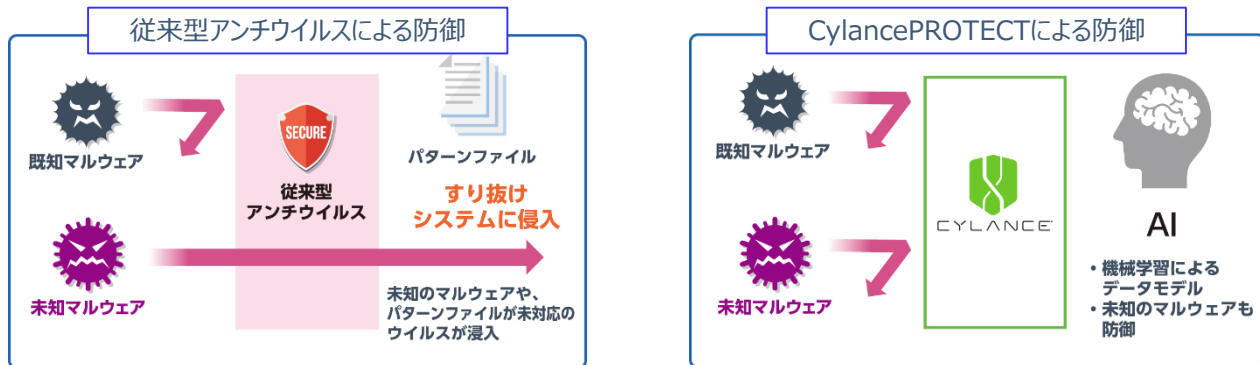 従来型アンチウイルスによる防御
既知マルウェア
SECURE
従来型
アンチウイルス
パターンファイル
すり抜け
システムに侵入
未知マルウェア
未知のマルウェアや、
パターンファイルが未対応の
ウイルスが浸入
CylancePROTECTによる防御
既知マルウェア
未知マルウェア
CYLANCE
AI
・機械学習による
データモデル
・未知のマルウェアも
防御